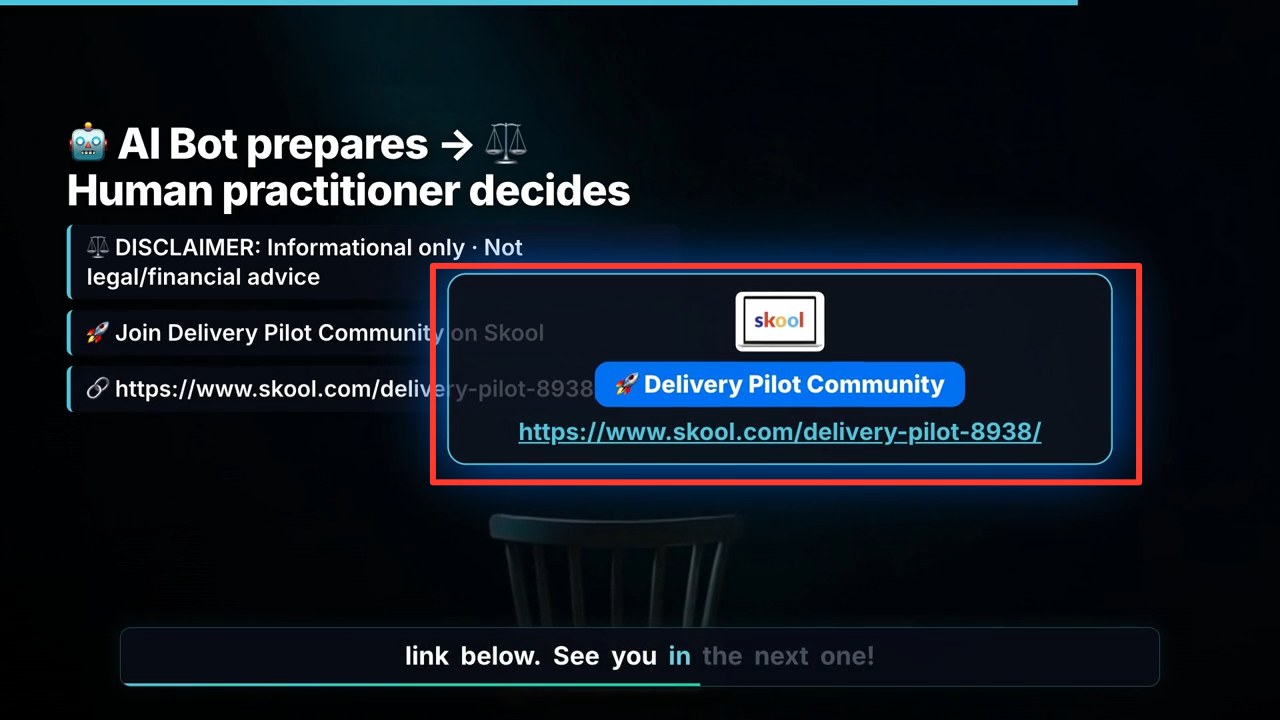 🤖 AI Bot prepares → ⚖️
Human practitioner decides
⚖️ DISCLAIMER: Informational only · Not
legal/financial advice
🚀 Join Delivery Pilot Community on Skool
🔗 https://www.skool.com/delivery-pilot-8938
skool
🚀 Delivery Pilot Community
https://www.skool.com/delivery-pilot-8938/
link below. See you in the next one!